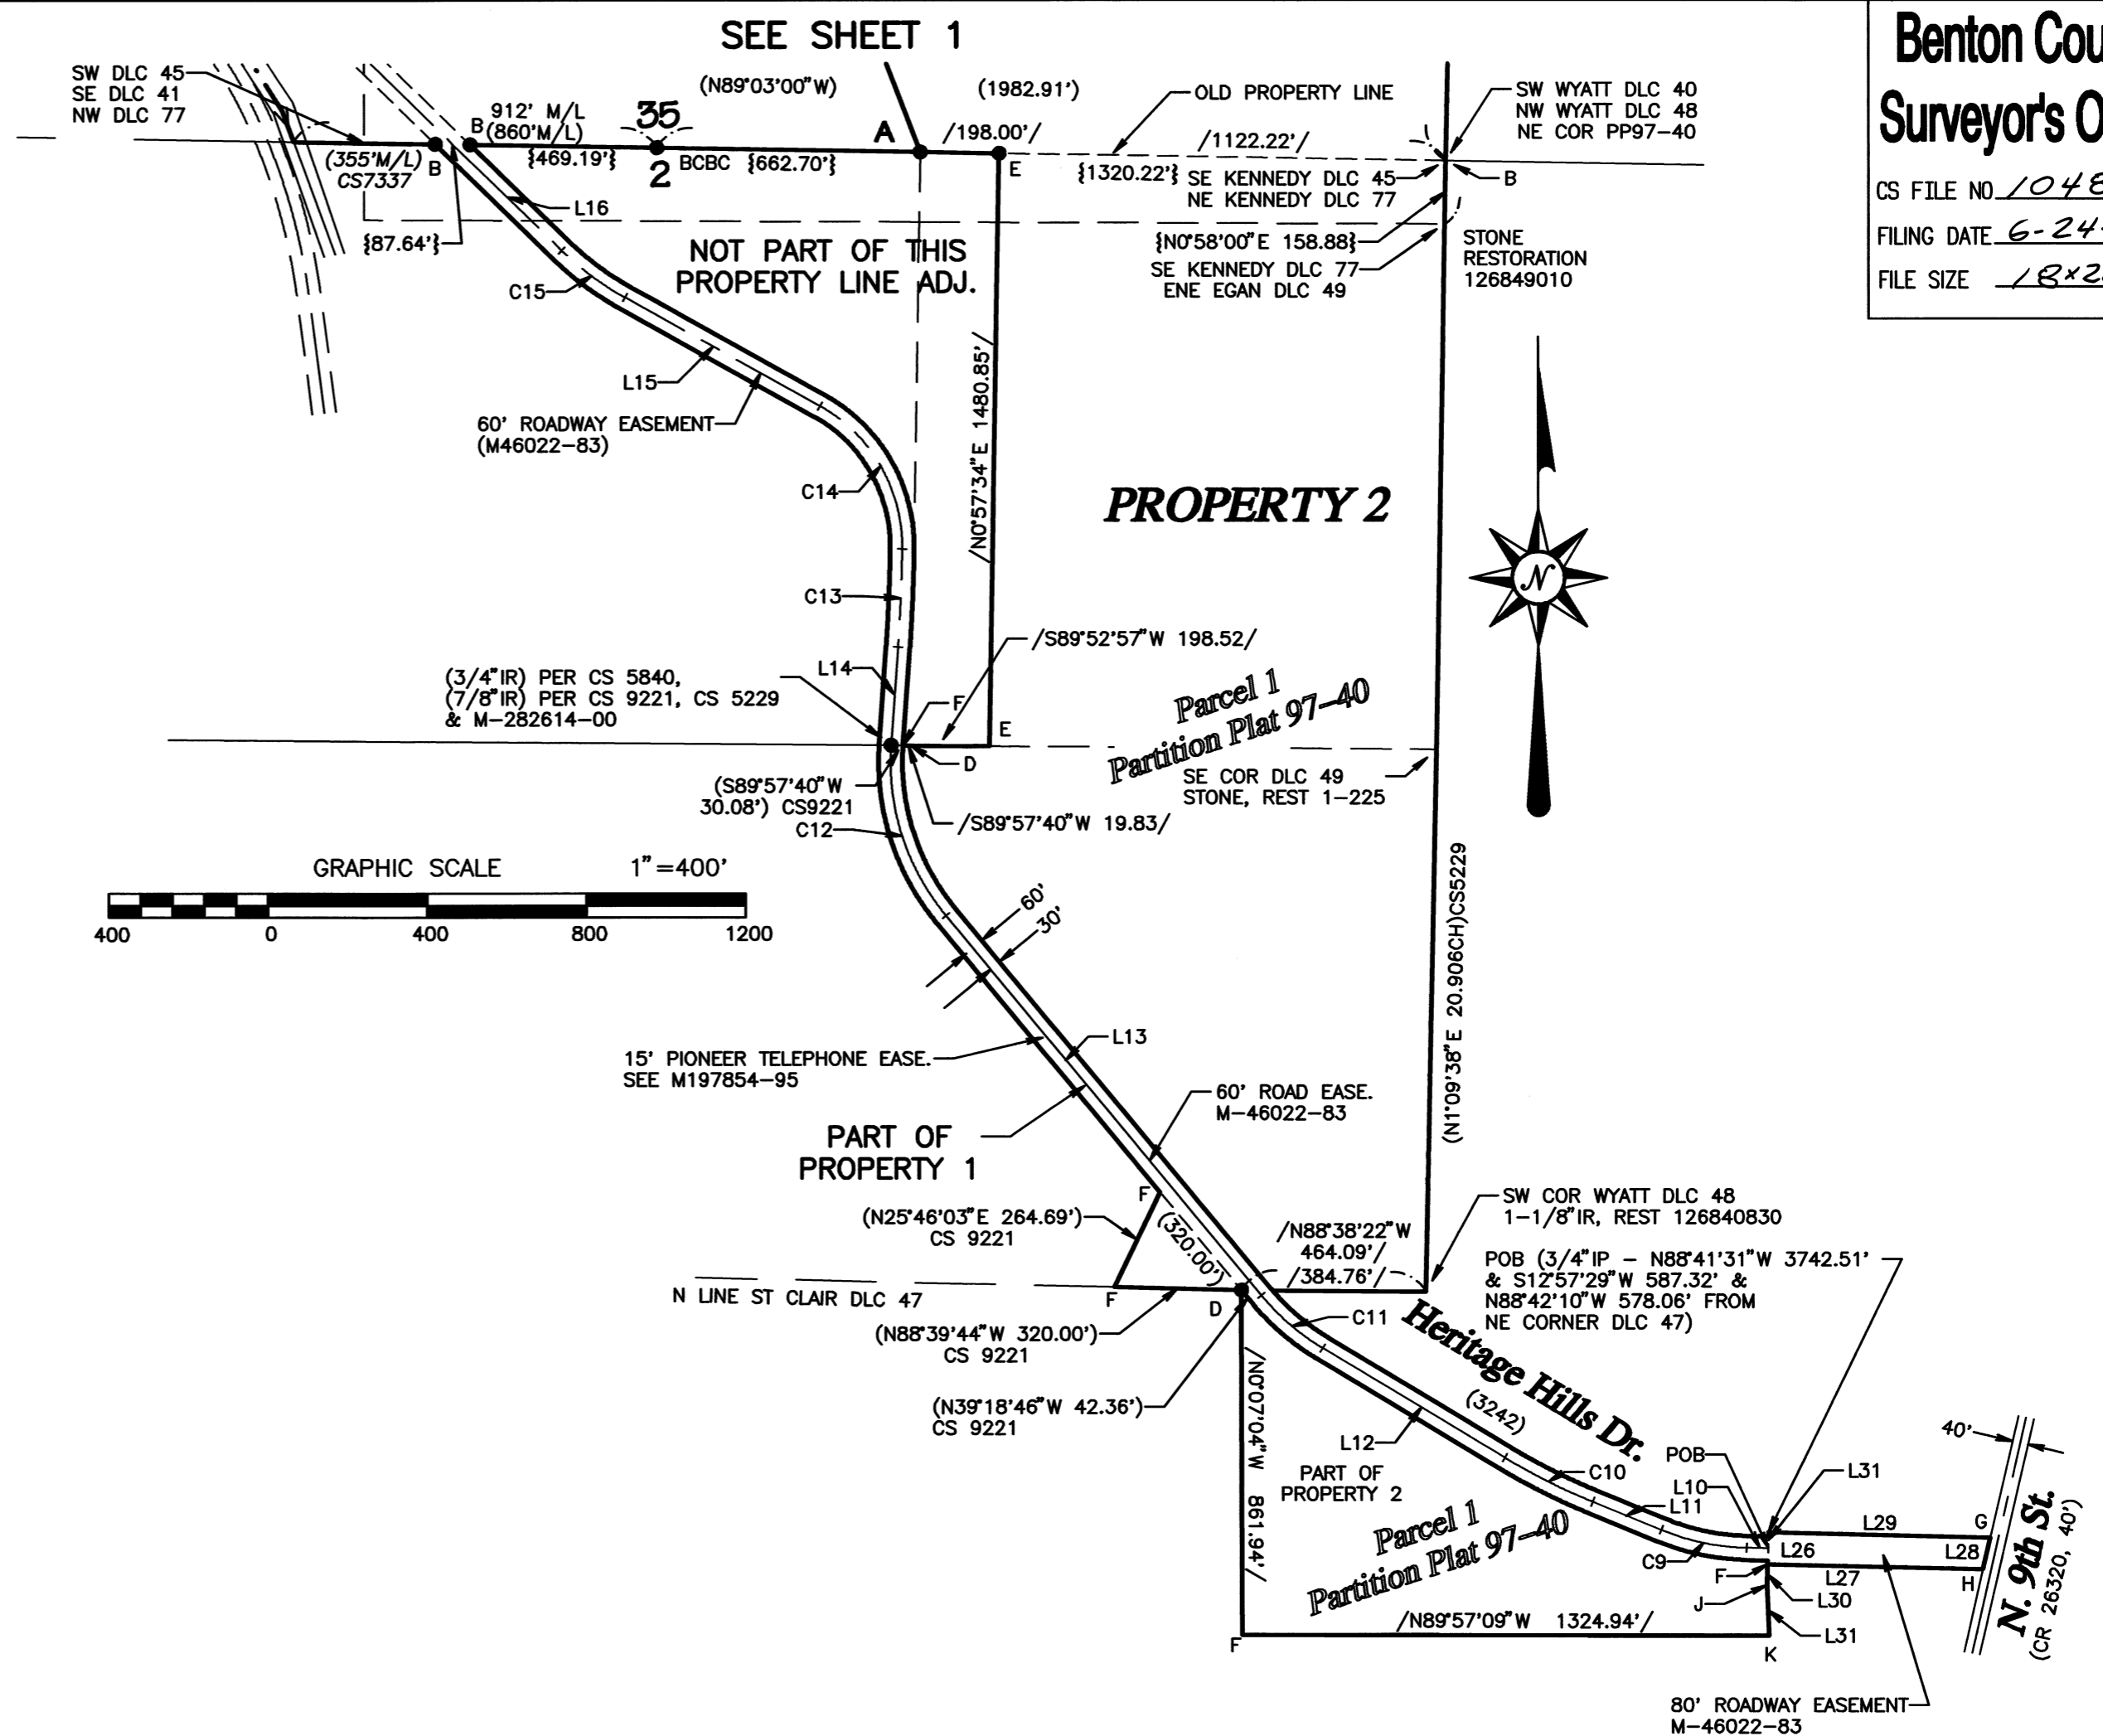 SEE SHEET 1
Benton Cou
Surveyor's O
CS FILE NO 1048
FILING DATE 6-24-
FILE SIZE 18x2
SW DLC 45
SE DLC 41
NW DLC 77
(N89°03'00"W)
(1982.91')
OLD PROPERTY LINE
SW WYATT DLC 40
NW WYATT DLC 48
NE COR PP97-40
912' M/L
(860'M/L)
B
35
A
/198.00'/
/1122.22'/
(355'M/L)
CS7337
B
{469.19'}
2
BCBC
{662.70'}
E
{1320.22'}
SE KENNEDY DLC 45
NE KENNEDY DLC 77
B
L16
{87.64'}
NOT PART OF THIS
PROPERTY LINE ADJ.
{N0°58'00"E 158.88}
SE KENNEDY DLC 77
ENE EGAN DLC 49
STONE
RESTORATION
126849010
C15
L15
60' ROADWAY EASEMENT
(M46022-83)
/N0°57'34"E 1480.85'/
C14
PROPERTY 2
N
C13
/S89°52'57"W 198.52/
L14
(3/4"IR) PER CS 5840,
(7/8"IR) PER CS 9221, CS 5229
& M-282614-00
F
E
D
Parcel 1
Partition Plat 97-40
SE COR DLC 49
STONE, REST 1-225
(S89°57'40"W
30.08') CS9221
C12
/S89°57'40"W 19.83/
GRAPHIC SCALE 1"=400'
400 0 400 800 1200
60'
30'
(N1°09'38"E 20.906CH)CS5229
L13
15' PIONEER TELEPHONE EASE.
SEE M197854-95
60' ROAD EASE.
M-46022-83
PART OF
PROPERTY 1
F
(N25°46'03"E 264.69')
CS 9221
(320.00')
/N88°38'22"W
464.09'/
/384.76'/
SW COR WYATT DLC 48
1-1/8"IR, REST 126840830
POB (3/4"IP - N88°41'31"W 3742.51'
& S12°57'29"W 587.32' &
N88°42'10"W 578.06' FROM
NE CORNER DLC 47)
N LINE ST CLAIR DLC 47
F
D
C11
(N88°39'44"W 320.00')
CS 9221
Heritage Hills Dr.
(3242)
(N39°18'46"W 42.36')
CS 9221
/N0°07'04"W 861.94'/
L12
PART OF
PROPERTY 2
C10
POB
L10
L31
L11
40'
Parcel 1
Partition Plat 97-40
C9
L26
L29
G
L28
F
L27
H
J
L30
N. 9th St.
(CR 26320, 40')
/N89°57'09"W 1324.94'/
L31
F
K
80' ROADWAY EASEMENT
M-46022-83